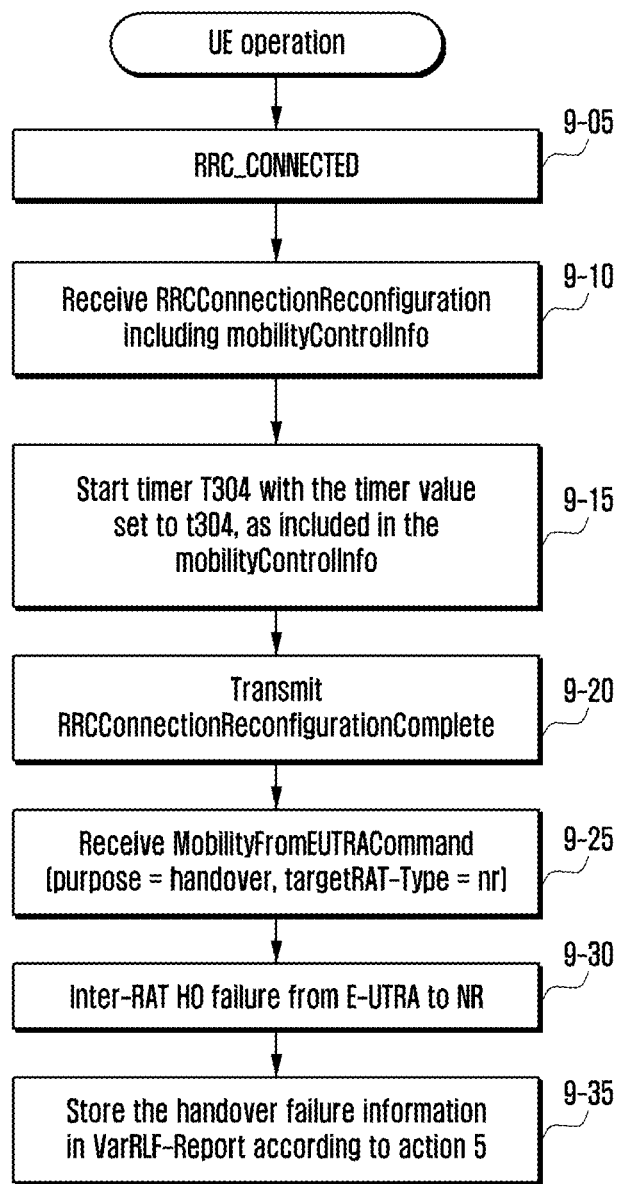 UE operation
9-05
RRC_CONNECTED
9-10
Receive RRCConnectionReconfiguration
including mobilityControlInfo
Start timer T304 with the timer value
set to t304, as included in the
mobilityControlInfo
9-15
Transmit
RRCConnectionReconfigurationComplete
9-20
Receive MobilityFromEUTRACommand
(purpose = handover, targetRAT-Type = nr)
9-25
9-30
Inter-RAT HO failure from E-UTRA to NR
9-35
Store the handover failure information
in VarRLF-Report according to action 5